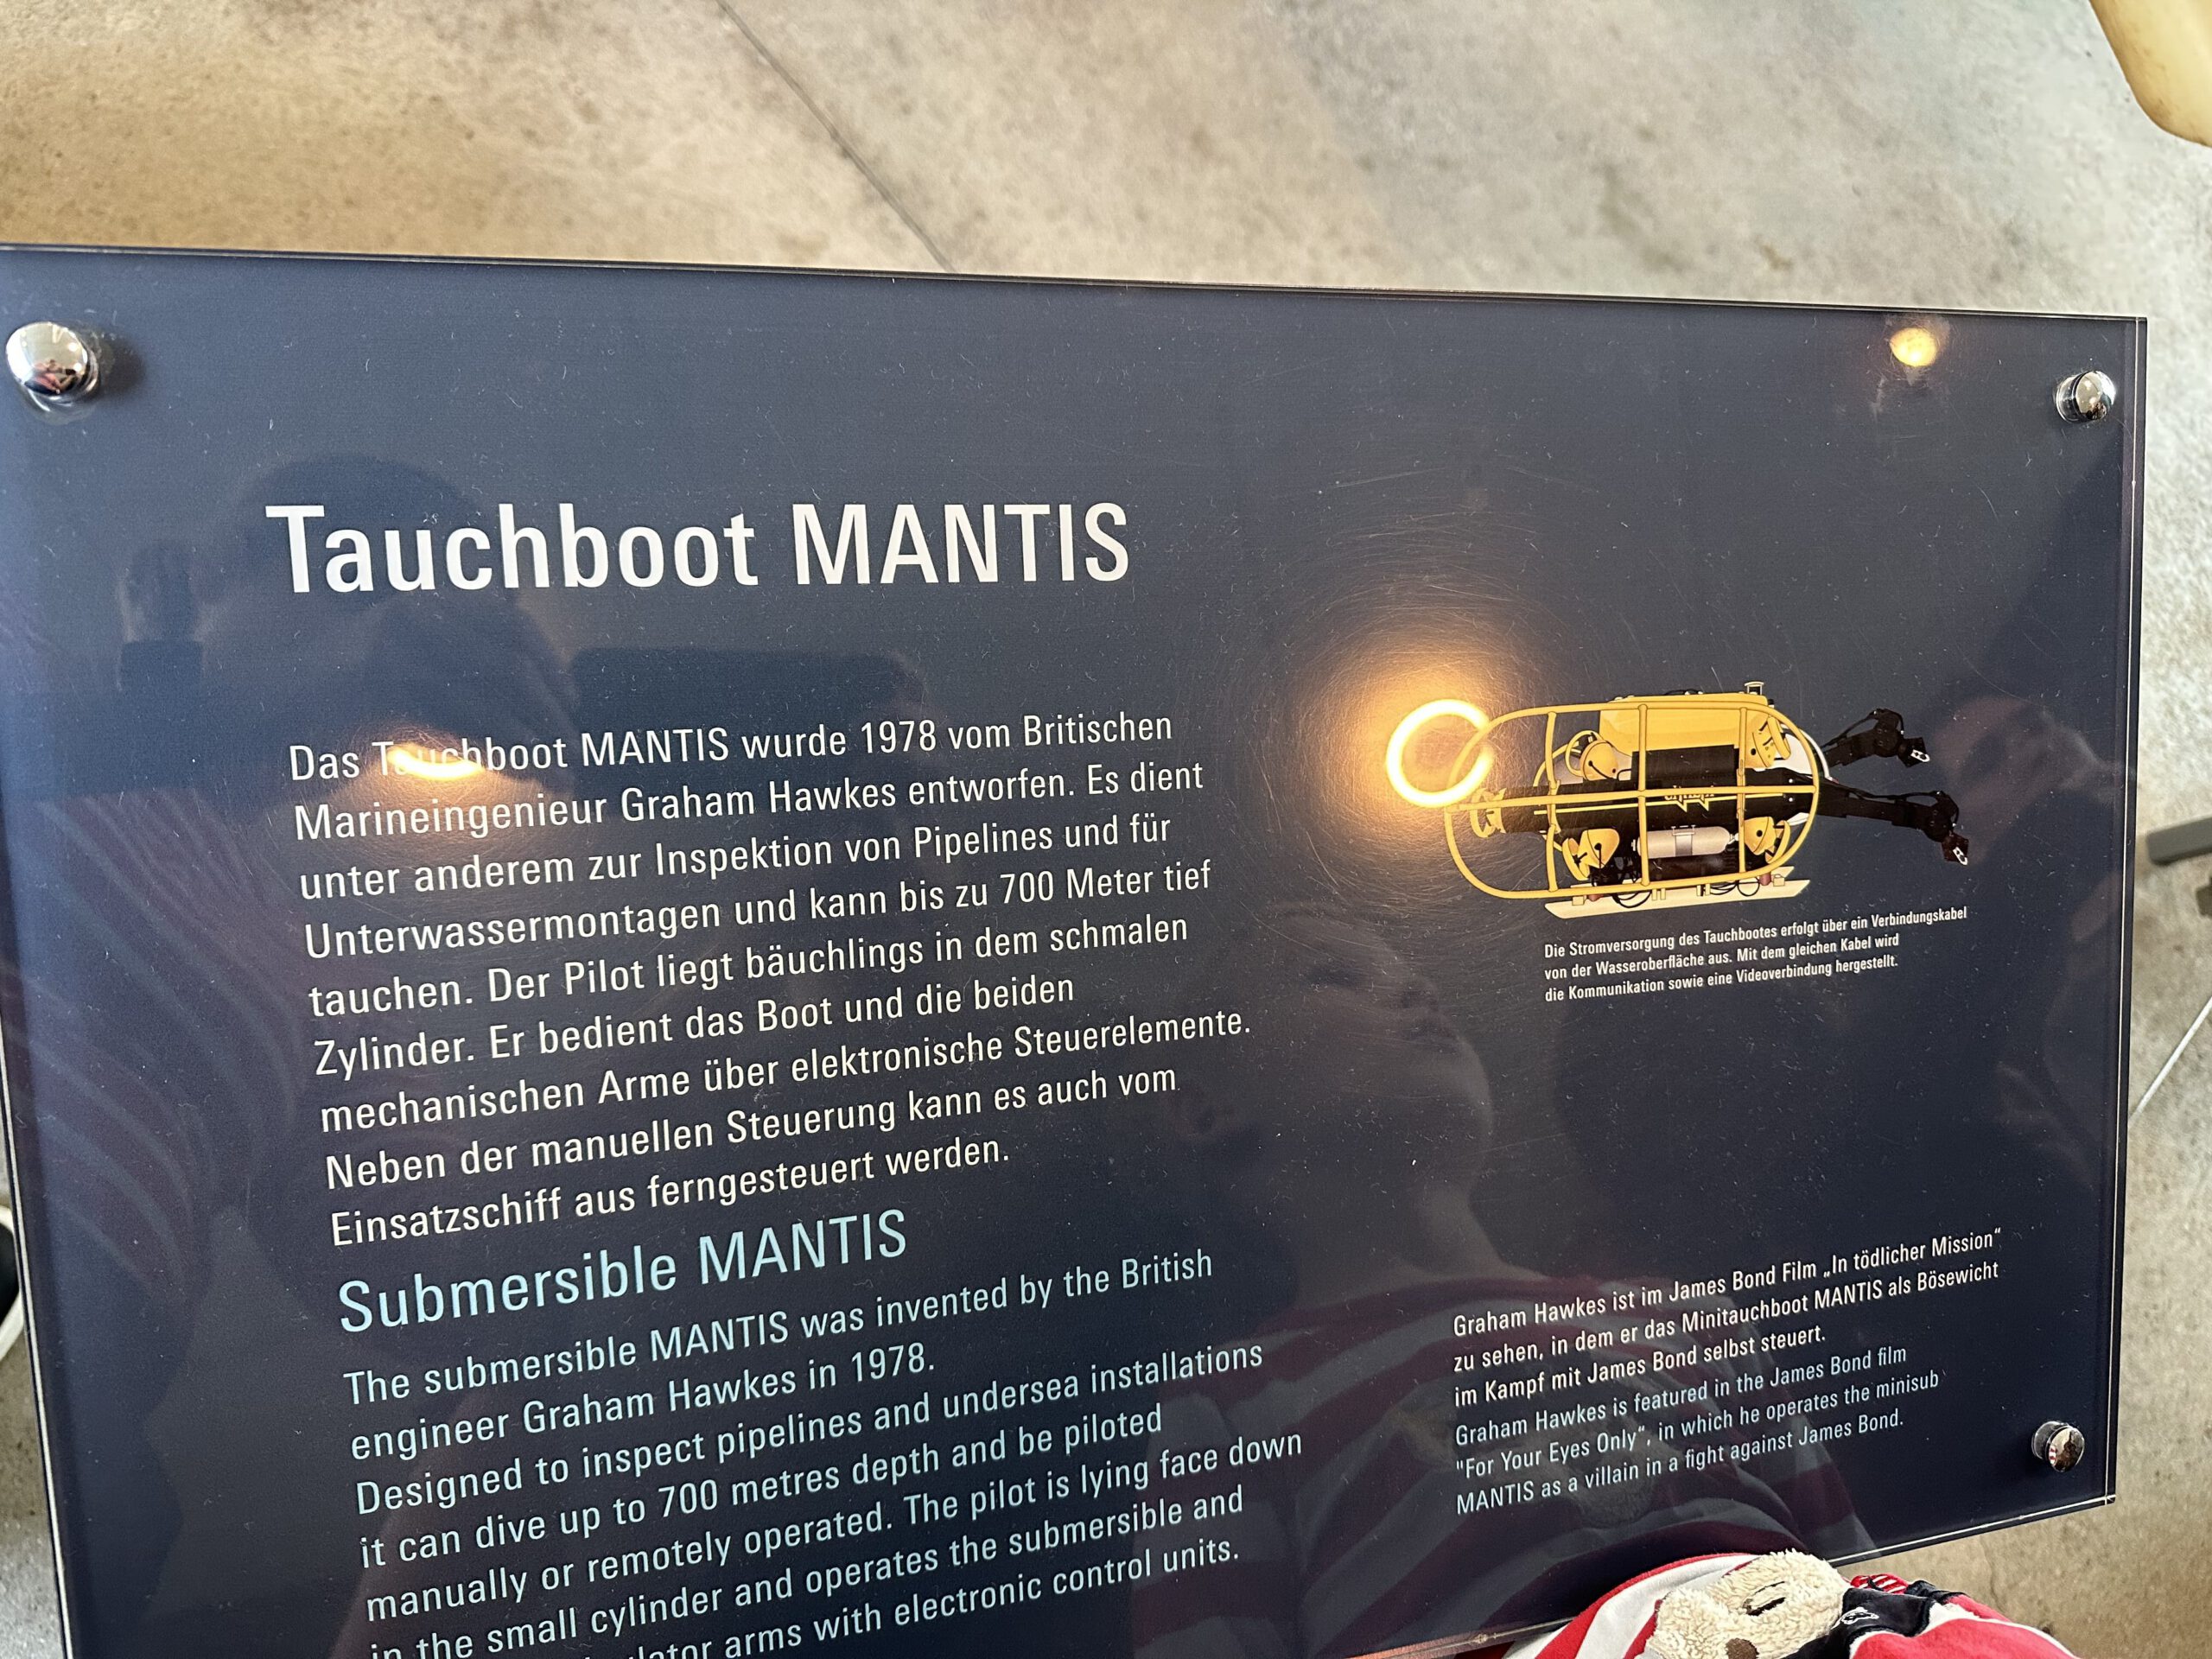 Tauchboot MANTIS
Das Tauchboot MANTIS wurde 1978 vom Britischen
Marineingenieur Graham Hawkes entworfen. Es dient
unter anderem zur Inspektion von Pipelines und für
Unterwassermontagen und kann bis zu 700 Meter tief
tauchen. Der Pilot liegt bäuchlings in dem schmalen
Zylinder. Er bedient das Boot und die beiden
mechanischen Arme über elektronische Steuerelemente.
Neben der manuellen Steuerung kann es auch vom
Einsatzschiff aus ferngesteuert werden.
Submersible MANTIS
The submersible MANTIS was invented by the British
engineer Graham Hawkes in 1978.
Designed to inspect pipelines and undersea installations
it can dive up to 700 metres depth and be piloted
manually or remotely operated. The pilot is lying face down
in the small cylinder and operates the submersible and
arms with electronic control units.
Die Stromversorgung des Tauchbootes erfolgt über ein Verbindungskabel
von der Wasseroberfläche aus. Mit dem gleichen Kabel wird
die Kommunikation sowie eine Videoverbindung hergestellt.
Graham Hawkes ist im James Bond Film „In tödlicher Mission“
zu sehen, in dem er das Minitauchboot MANTIS als Bösewicht
im Kampf mit James Bond selbst steuert.
Graham Hawkes is featured in the James Bond film
"For Your Eyes Only“, in which he operates the minisub
MANTIS as a villain in a fight against James Bond.